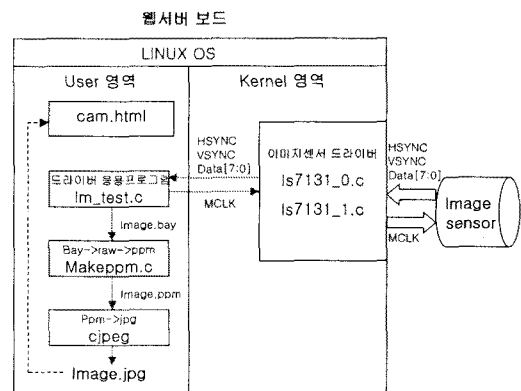 웹서버 보드
LINUX OS
User 영역
Kernel 영역
cam.html
드라이버 응용프로그램
Im_test.c
Image.bay
Bay->raw->ppm
Makeppm.c
Image.ppm
Ppm->jpg
cjpeg
Image.jpg
HSYNC
VSYNC
Data[7:0]
MCLK
이미지센서 드라이버
Is7131_0.c
Is7131_1.c
HSYNC
VSYNC
Data[7:0]
MCLK
Image
sensor